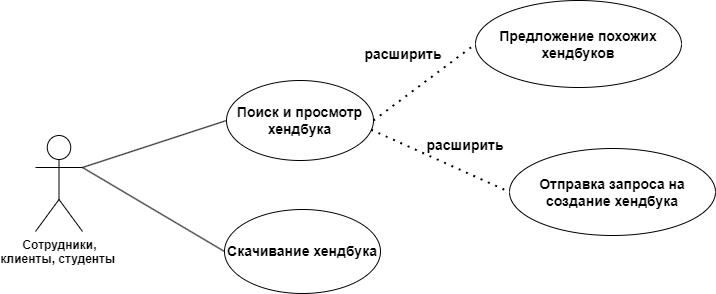 Предложение похожих
хендбуков
расширить
Поиск и просмотр
хендбука
расширить
Отправка запроса на
создание хендбука
Сотрудники,
клиенты, студенты
Скачивание хендбука